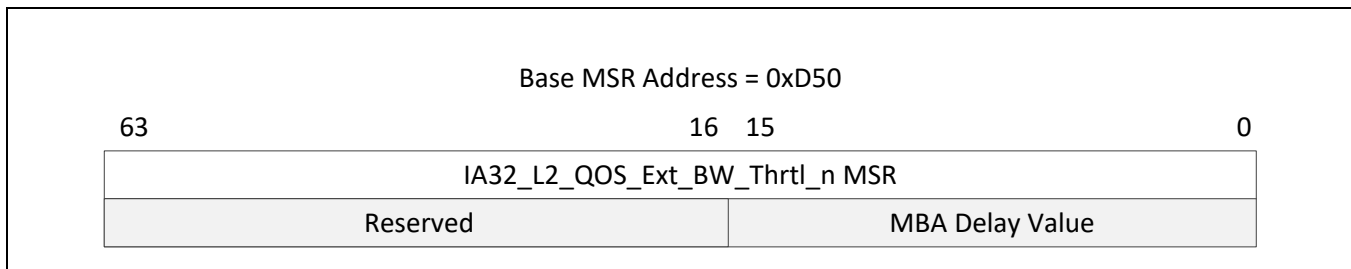 Base MSR Address = 0xD50
63 16 15 0
IA32_L2_QOS_Ext_BW_Thrtl_n MSR
Reserved MBA Delay Value